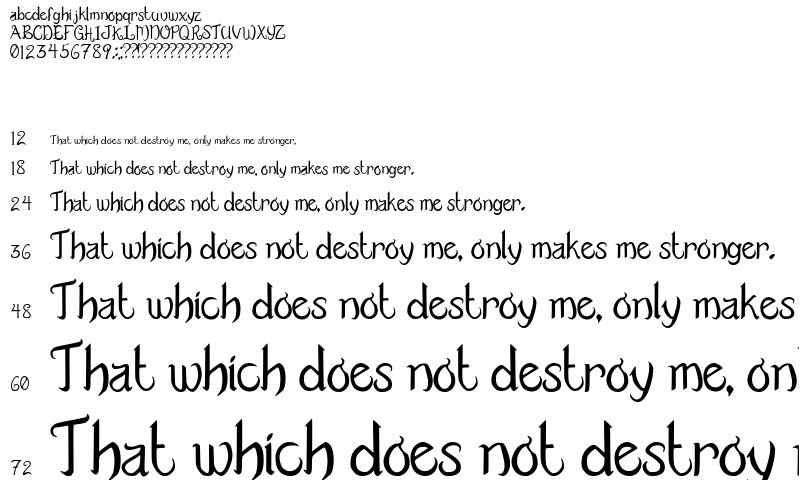 abcdefghijklmnopqrstuvwxyz
ABCDEFGHIJKLMNOPQRSTUVWXYZ
0123456789:.,;??!??????????????
12 That which does not destroy me, only makes me stronger.
18 That which does not destroy me, only makes me stronger.
24 That which does not destroy me, only makes me stronger.
36 That which does not destroy me, only makes me stronger.
48 That which does not destroy me, only makes
60 That which does not destroy me, on
72 That which does not destroy